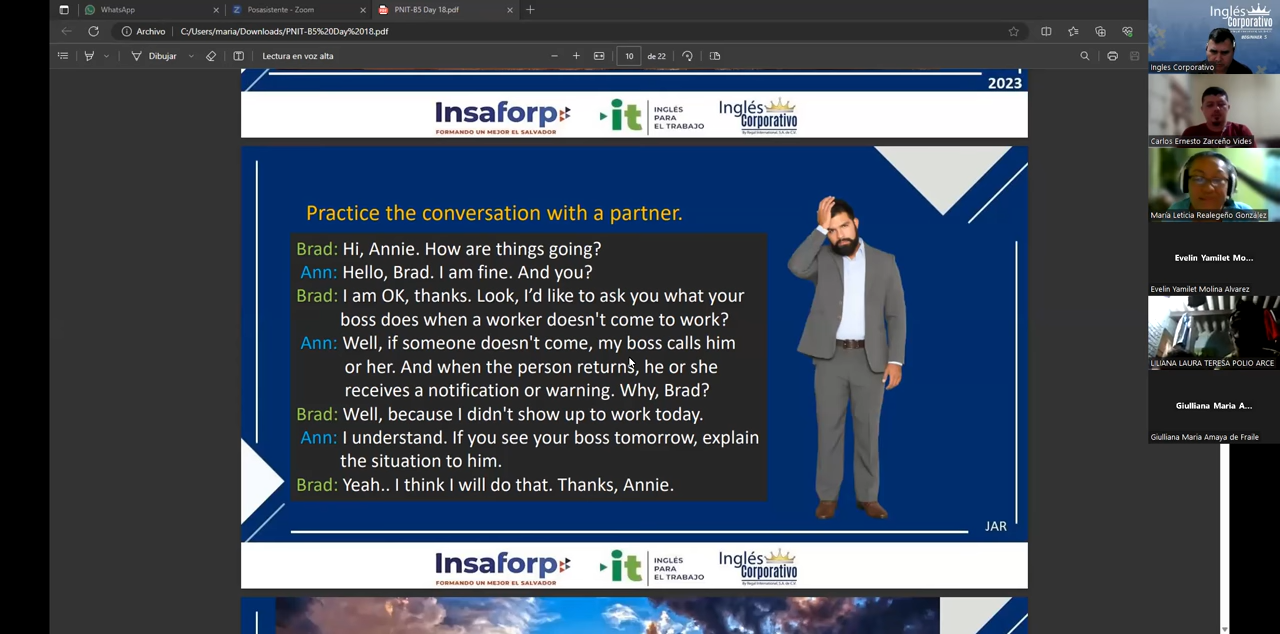 WhatsApp
Posasistente - Zoom
PNIT-B5 Day 18.pdf
Archivo
C:/Users/maria/Downloads/PNIT-B5%20Day%2018.pdf
Dibujar
Lectura en voz alta
10 de 22
2023
Insaforp
FORMANDO UN MEJOR EL SALVADOR
it
INGLÉS
PARA
EL TRABAJO
Inglés
Corporativo
Practice the conversation with a partner.
Brad: Hi, Annie. How are things going?
Ann: Hello, Brad. I am fine. And you?
Brad: I am OK, thanks. Look, I’d like to ask you what your
boss does when a worker doesn't come to work?
Ann: Well, if someone doesn't come, my boss calls him
or her. And when the person returns, he or she
receives a notification or warning. Why, Brad?
Brad: Well, because I didn't show up to work today.
Ann: I understand. If you see your boss tomorrow, explain
the situation to him.
Brad: Yeah.. I think I will do that. Thanks, Annie.
JAR
Insaforp
FORMANDO UN MEJOR EL SALVADOR
it
INGLÉS
PARA
EL TRABAJO
Inglés
Corporativo
Inglés
Corporativo
BEGINNER 5
Ingles Corporativo
Carlos Ernesto Zarceño Vides
María Leticia Realegeño González
Evelin Yamilet Mo...
Evelin Yamilet Molina Alvarez
LILIANA LAURA TERESA POLIO ARCE
Giulliana Maria A...
Giulliana Maria Amaya de Fraile